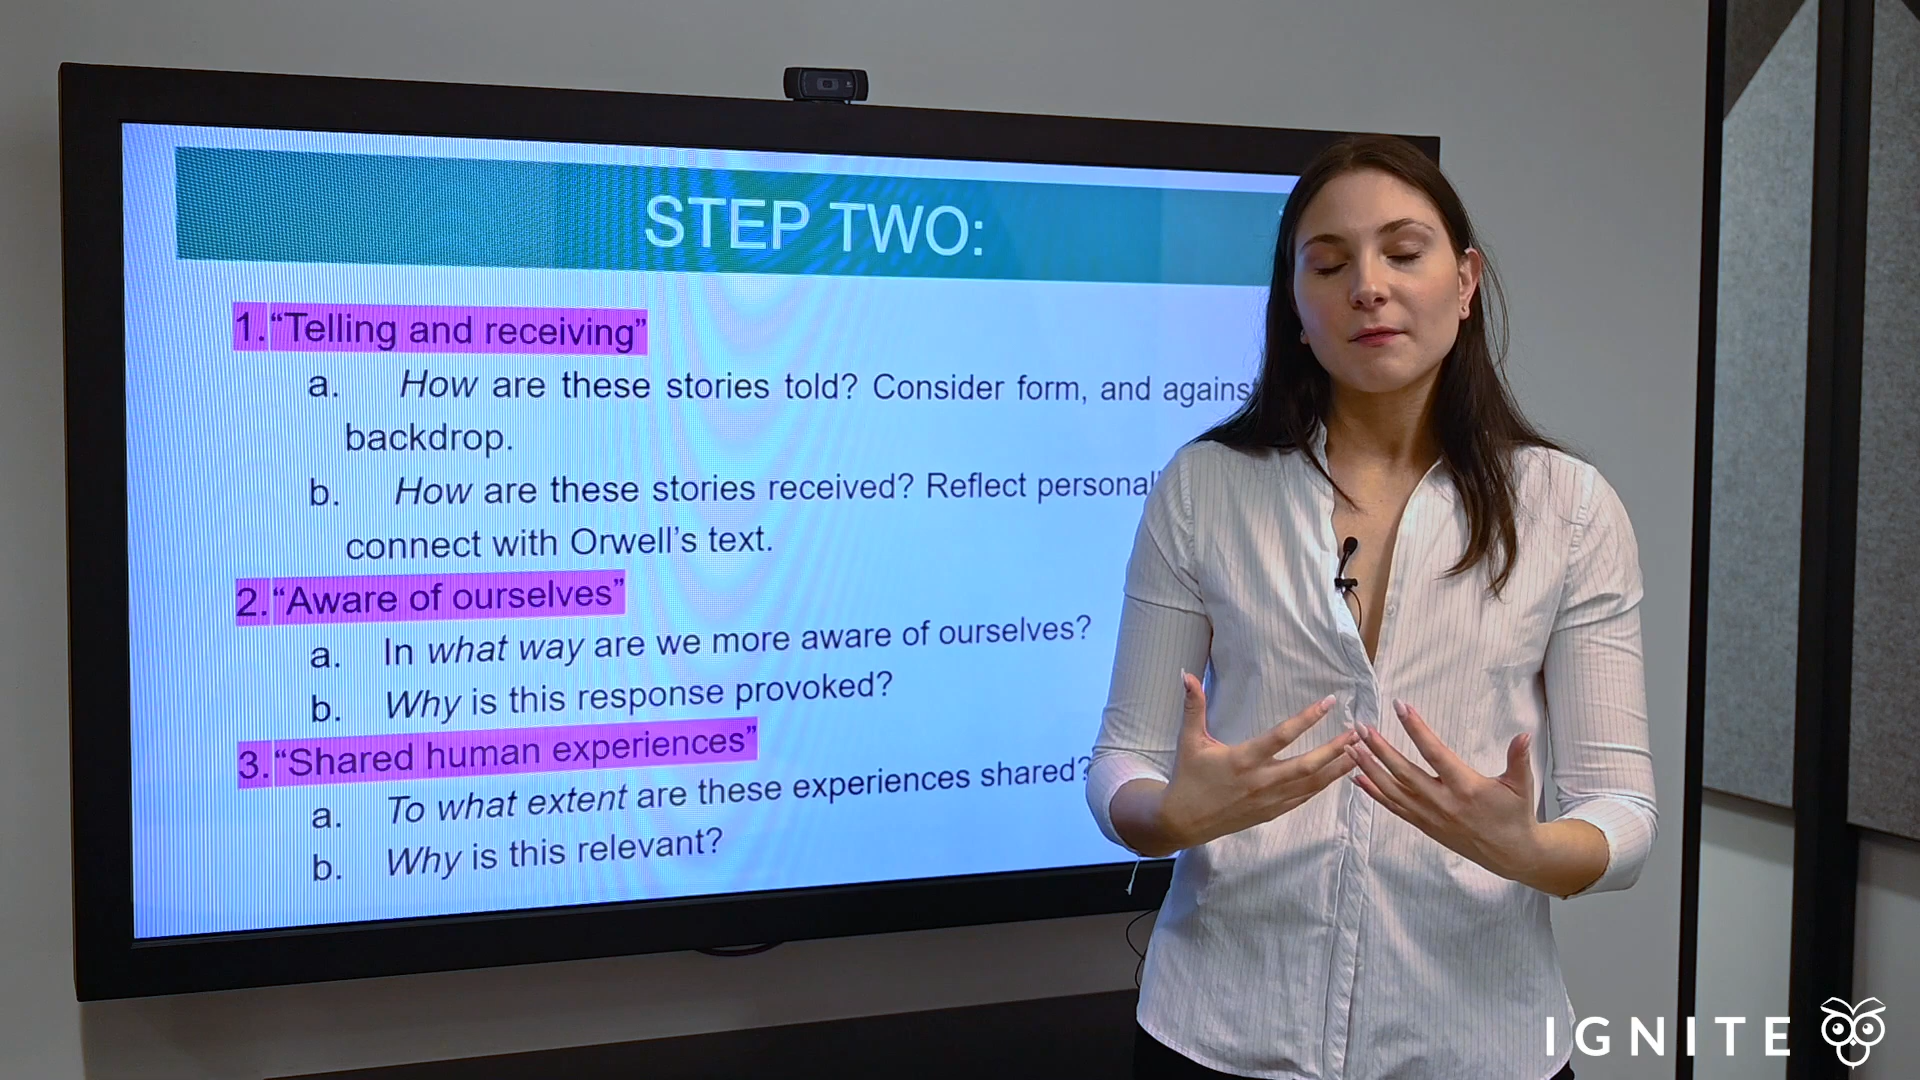 STEP TWO:
1. “Telling and receiving”
a. How are these stories told? Consider form, and
backdrop.
b. How are these stories received? Reflect
connect with Orwell’s text.
2. “Aware of ourselves”
a. In what way are we more aware of ourselves?
b. Why is this response provoked?
3. “Shared human experiences”
a. To what extent are these experiences shared?
b. Why is this relevant?
IGNITE